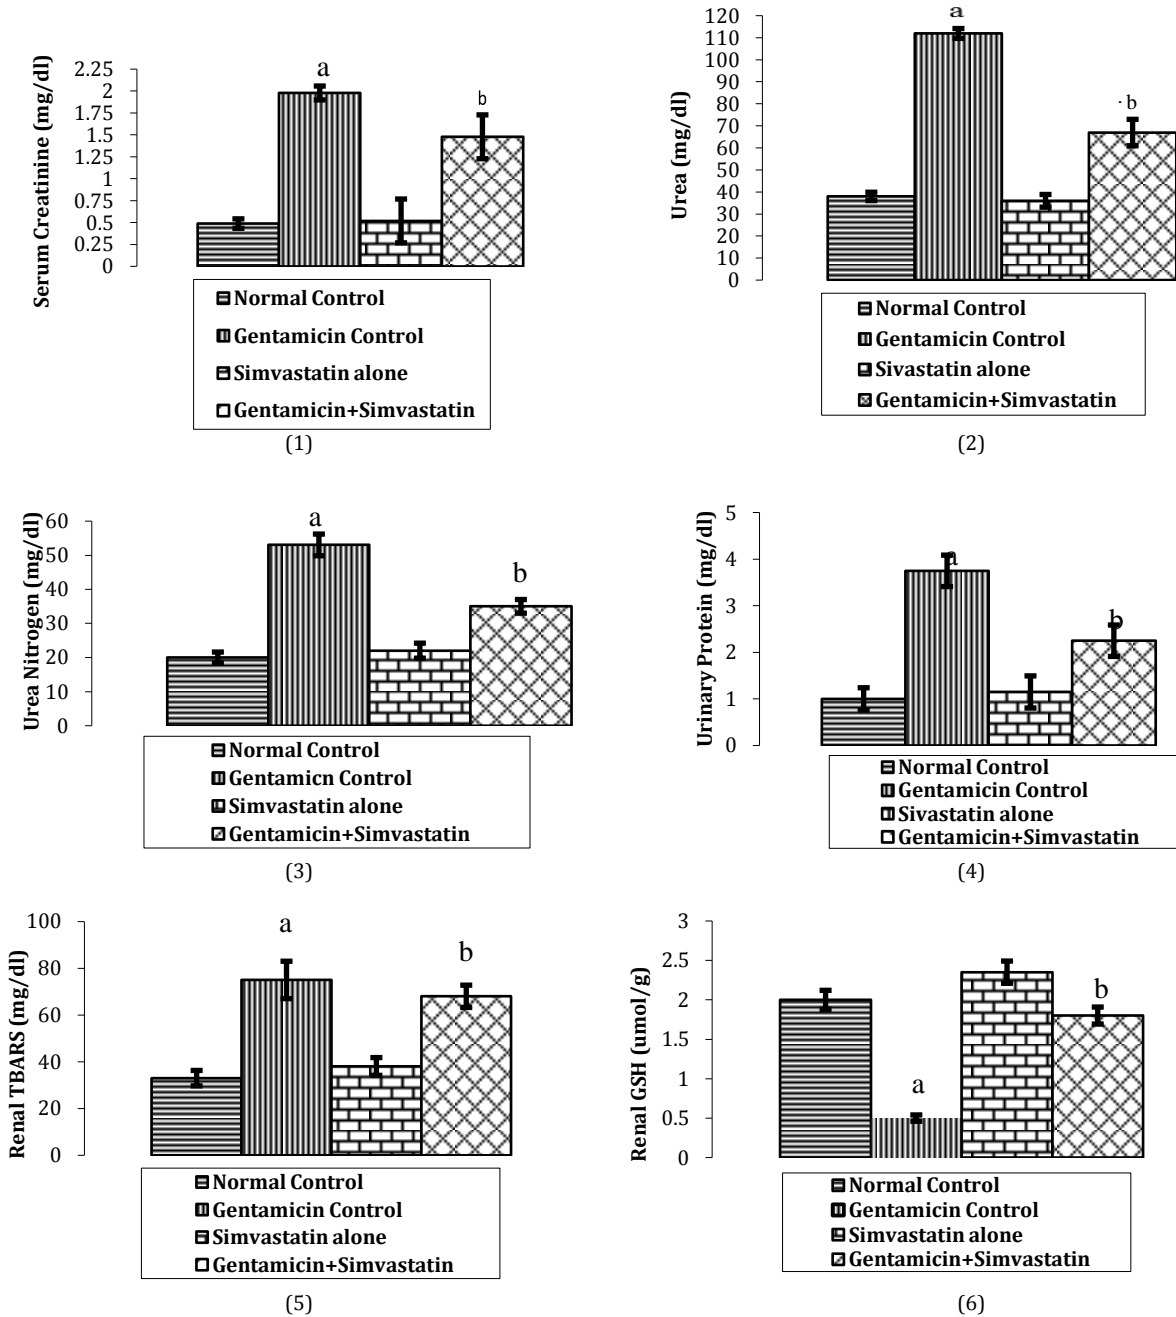 Serum Creatinine (mg/dl)
2.25
2
1.75
1.5
1.25
1
0.75
0.5
0.25
0
a
b
Normal Control
Gentamicin Control
Simvastatin alone
Gentamicin+Simvastatin
(1)
Urea (mg/dl)
120
110
100
90
80
70
60
50
40
30
20
10
0
a
b
Normal Control
Gentamicin Control
Sivastatin alone
Gentamicin+Simvastatin
(2)
Urea Nitrogen (mg/dl)
60
50
40
30
20
10
0
a
b
Normal Control
Gentamicn Control
Simvastatin alone
Gentamicin+Simvastatin
(3)
Urinary Protein (mg/dl)
5
4
3
2
1
0
a
b
Normal Control
Gentamicin Control
Sivastatin alone
Gentamicin+Simvastatin
(4)
Renal TBARS (mg/dl)
100
80
60
40
20
0
a
b
Normal Control
Gentamicin Control
Simvastatin alone
Gentamicin+Simvastatin
(5)
Renal GSH (umol/g)
3
2.5
2
1.5
1
0.5
0
a
b
Normal Control
Gentamicin Control
Simvastatin alone
Gentamicin+Simvastatin
(6)